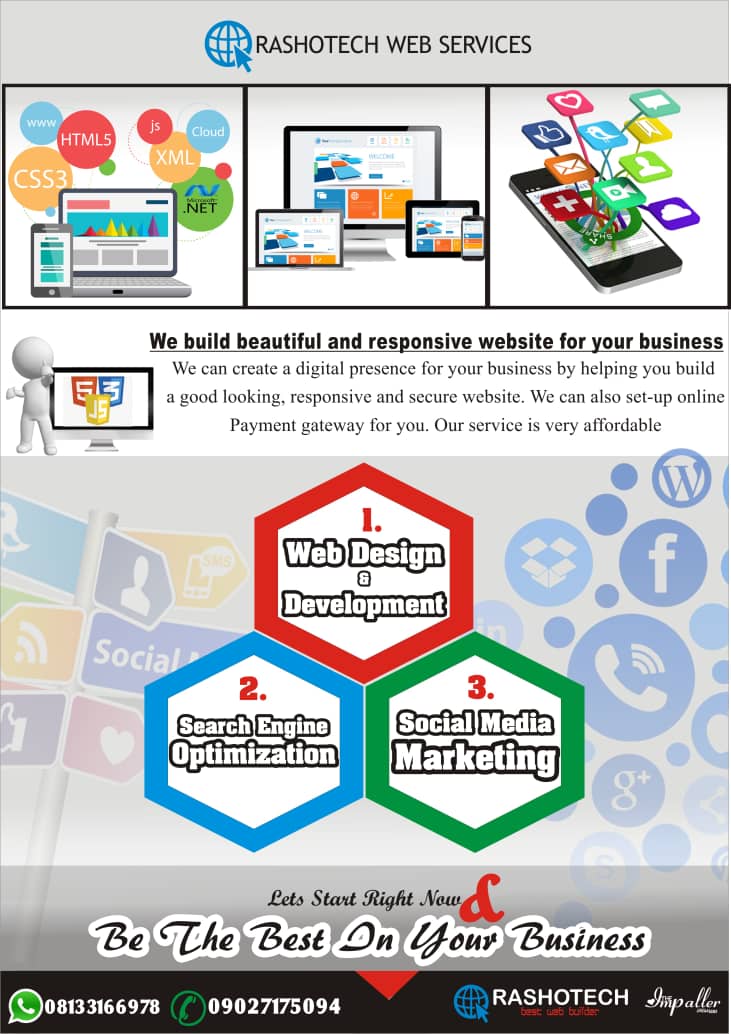 RASHOTECH WEB SERVICES
www
HTML5
js
Cloud
XML
CSS3
Microsoft
.NET
WELCOME
WELCOME
SHARE
We build beautiful and responsive website for your business
We can create a digital presence for your business by helping you build
a good looking, responsive and secure website. We can also set-up online
Payment gateway for you. Our service is very affordable
JS
1.
Web Design
&
Development
SMS
Social
in
f
2.
Search Engine
Optimization
3.
Social Media
Marketing
g+
S
Lets Start Right Now &
Be The Best In Your Business
08133166978
09027175094
RASHOTECH
best web builder
THE
Impaller